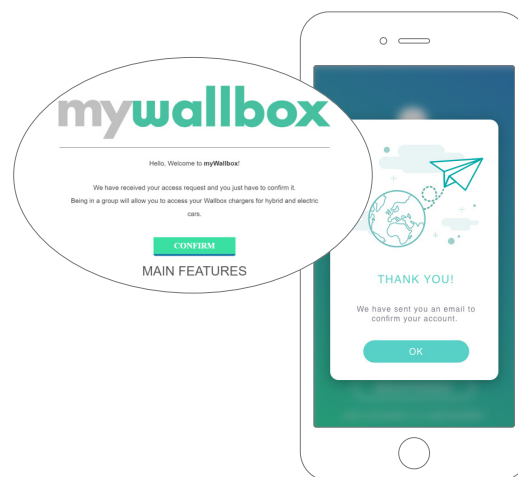 mywallbox
Hello, Welcome to myWallbox!
We have received your access request and you just have to confirm it.
Being in a group will allow you to access your Wallbox chargers for hybrid and electric
cars.
CONFIRM
MAIN FEATURES
THANK YOU!
We have sent you an email to
confirm your account.
OK